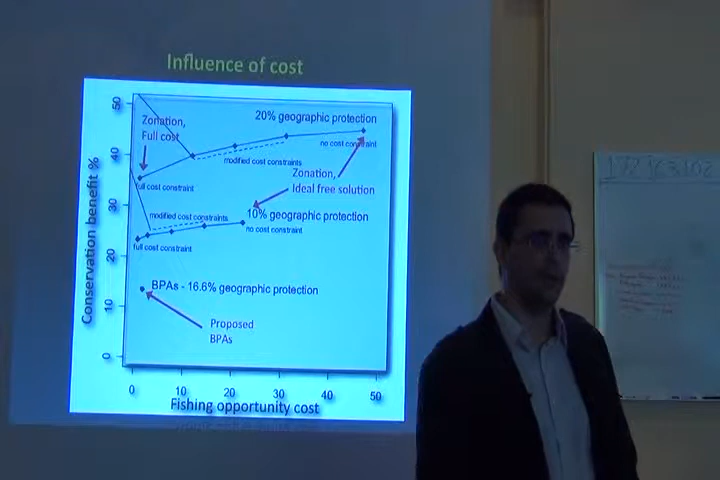 Influence of cost
50
40
30
20
10
0
Conservation benefit %
Zonation,
Full cost
20% geographic protection
no cost constraint
modified cost constraints
full cost constraint
Zonation,
Ideal free solution
10% geographic protection
modified cost constraints
no cost constraint
full cost constraint
BPAs - 16.6% geographic protection
Proposed
BPAs
0 10 20 30 40 50
Fishing opportunity cost